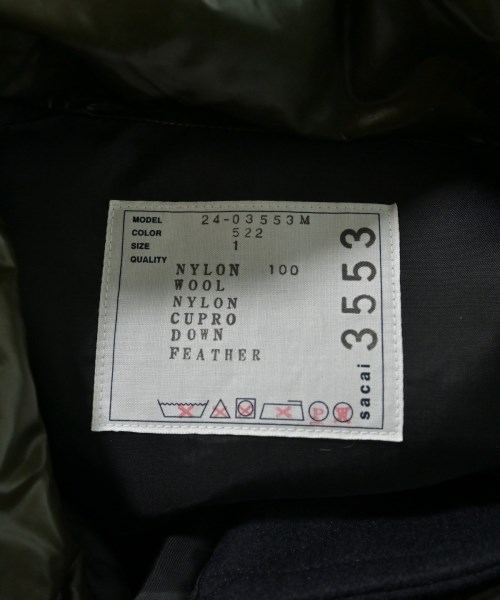 MODEL 24-03553M
COLOR 522
SIZE 1
QUALITY
NYLON 100
WOOL
NYLON
CUPRO
DOWN
FEATHER
P W
sacai 3553